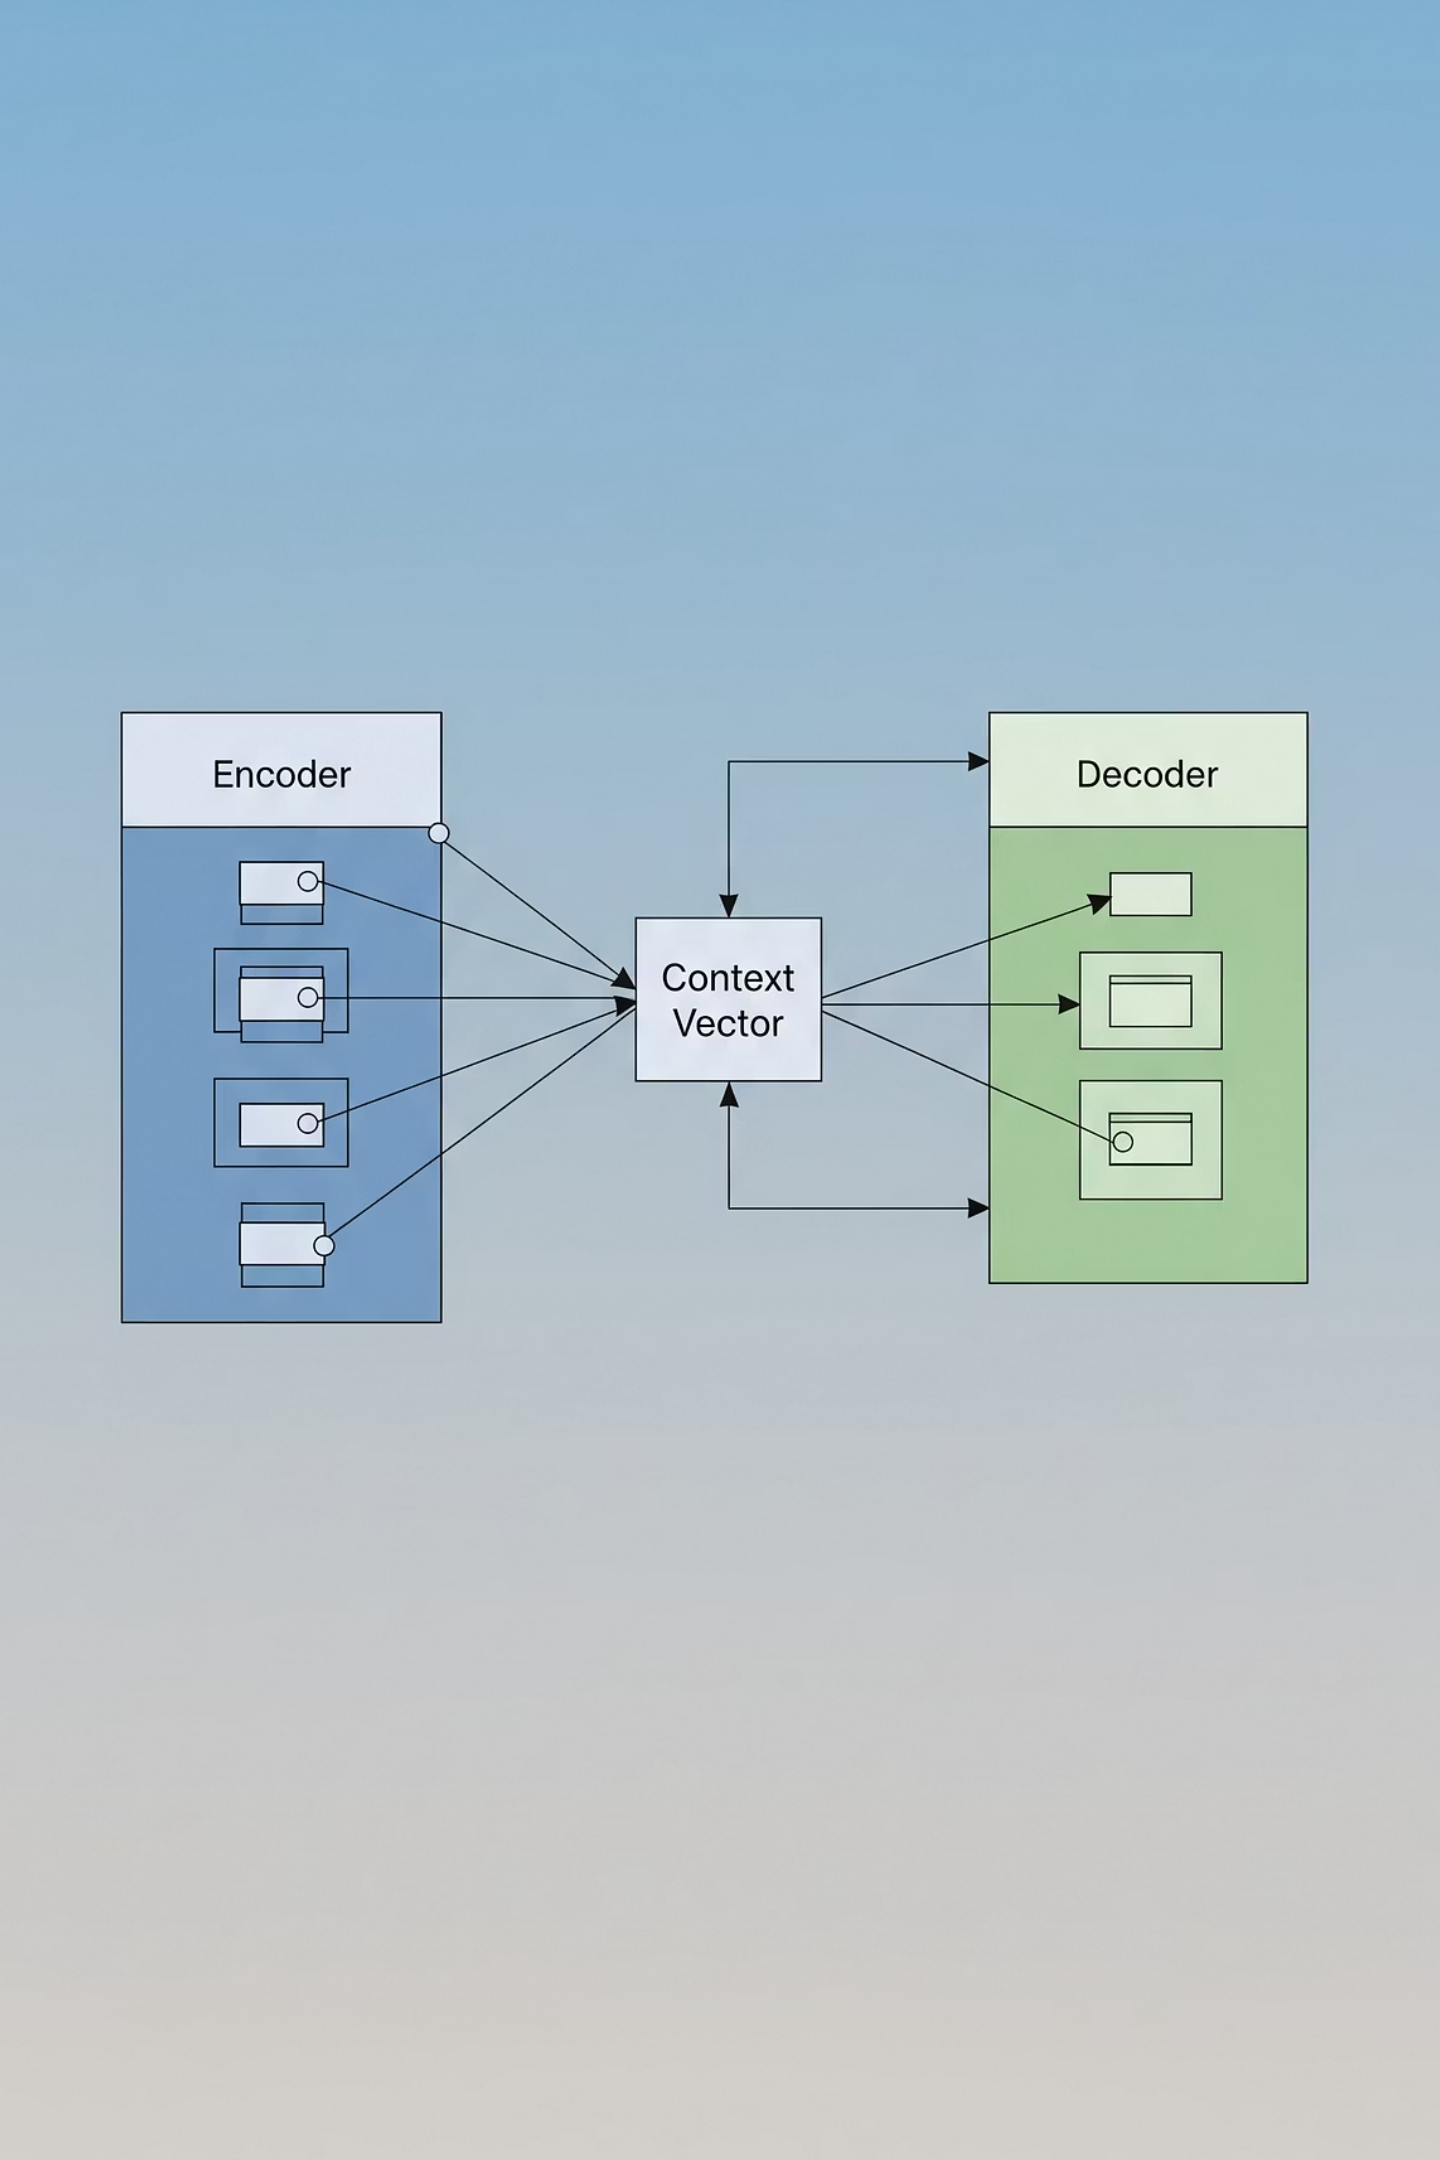 Encoder
Decoder
Context
Vector